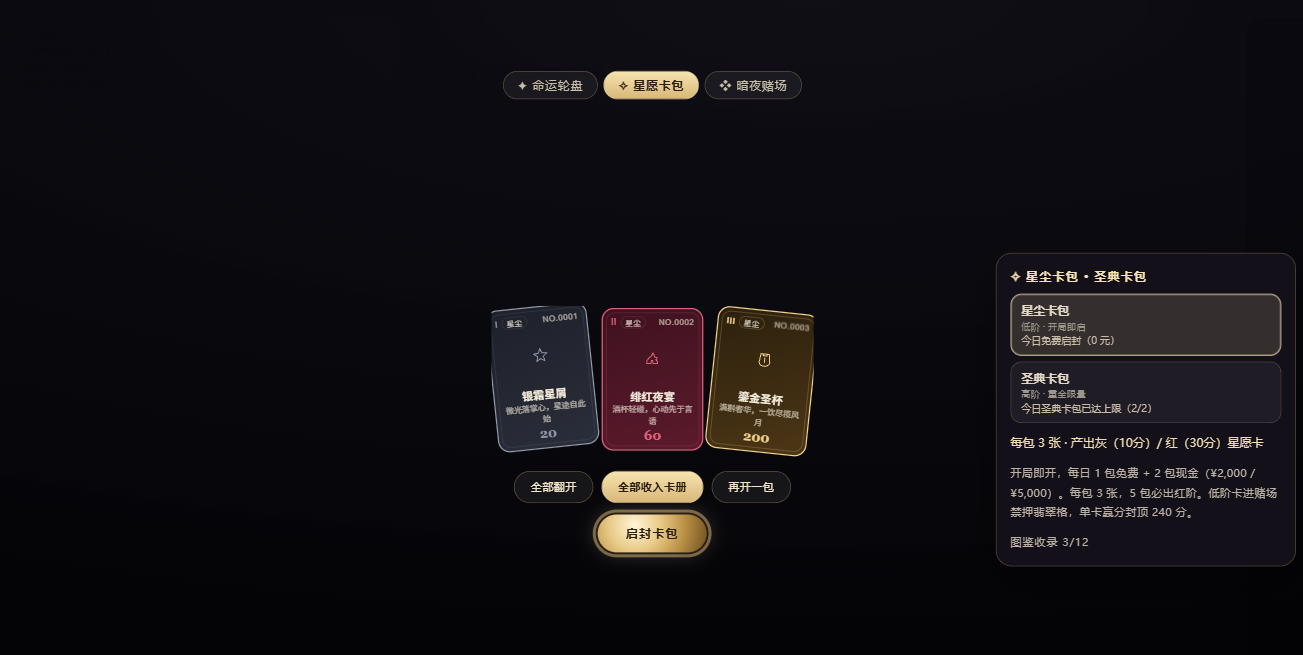 ✦ 命运轮盘
✧ 星愿卡包
❖ 暗夜赌场
I 星尘 NO.0001
银霜星屑
微光落掌心，星途自此
始
20
II 星尘 NO.0002
绯红夜宴
酒杯轻碰，心动先于言
语
60
III 星尘 NO.0003
鎏金圣杯
满斟奢华，一饮尽揽风
月
200
全部翻开
全部收入卡册
再开一包
启封卡包
✧ 星尘卡包 · 圣典卡包
星尘卡包
低阶 · 开局即启
今日免费启封（0 元）
圣典卡包
高阶 · 重金限量
今日圣典卡包已达上限（2/2）
每包 3 张 · 产出灰（10分）/ 红（30分）星愿卡
开局即开，每日 1 包免费 + 2 包现金（¥2,000 /
¥5,000）。每包 3 张，5 包必出红阶。低阶卡进赌场
禁押翡翠格，单卡赢分封顶 240 分。
图鉴收录 3/12